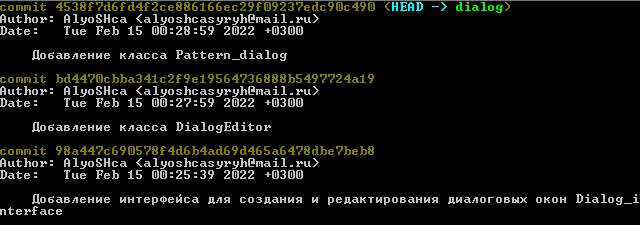 commit 4538f7d6fd4f2ce886166ec29f09237edc90c490 (HEAD -> dialog)
Author: AlyoSHca <alyoshcasyryh@mail.ru>
Date:   Tue Feb 15 00:28:59 2022 +0300
    Добавление класса Pattern_dialog
commit bd4470cbba341c2f9e19564736888b5497724a19
Author: AlyoSHca <alyoshcasyryh@mail.ru>
Date:   Tue Feb 15 00:27:59 2022 +0300
    Добавление класса DialogEditor
commit 98a447c690578f4d6b4ad69d465a6478dbe7beb8
Author: AlyoSHca <alyoshcasyryh@mail.ru>
Date:   Tue Feb 15 00:25:39 2022 +0300
    Добавление интерфейса для создания и редактирования диалоговых окон Dialog_i
nterface